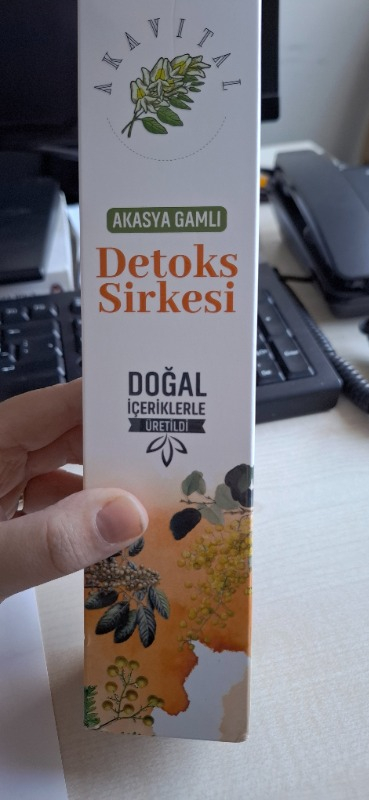 AKAVITAL
AKASYA GAMLI
Detoks
Sirkesi
DOĞAL
İÇERİKLERLE
ÜRETİLDİ